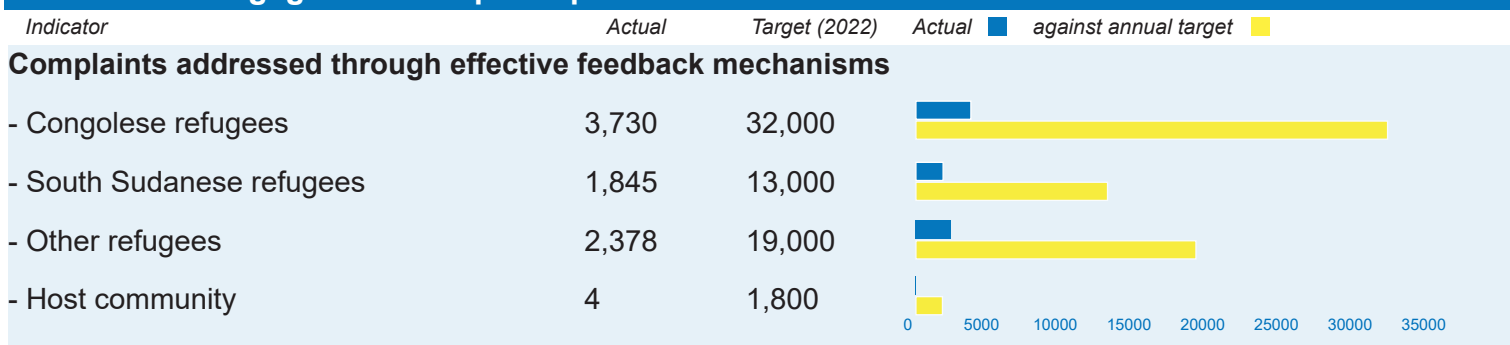 Indicator Actual Target (2022) Actual against annual target
Complaints addressed through effective feedback mechanisms
- Congolese refugees 3,730 32,000
- South Sudanese refugees 1,845 13,000
- Other refugees 2,378 19,000
- Host community 4 1,800
0 5000 10000 15000 20000 25000 30000 35000